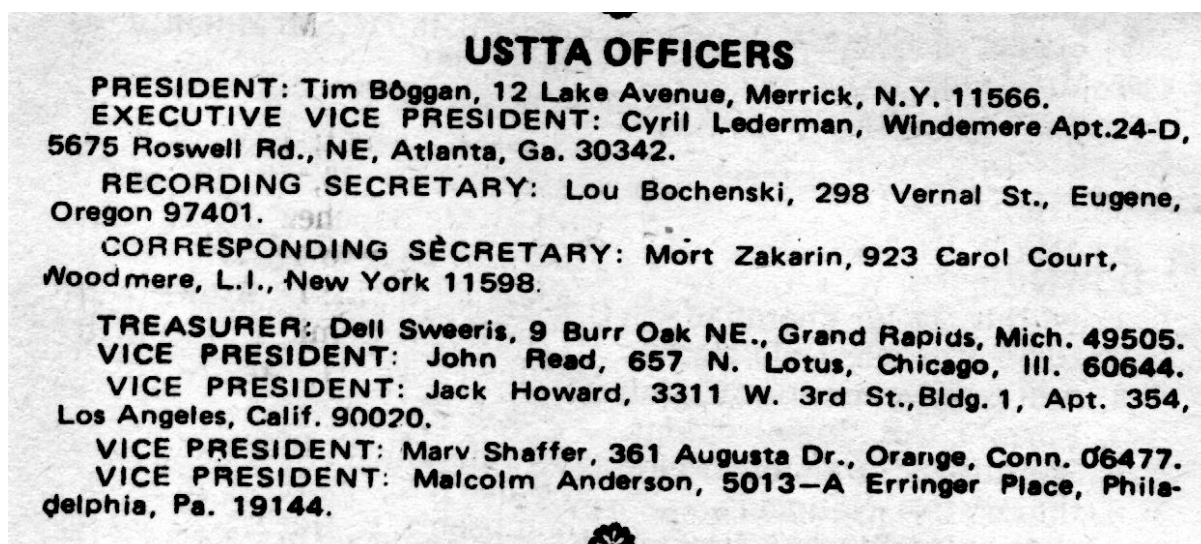 USTTA OFFICERS
PRESIDENT: Tim Boggan, 12 Lake Avenue, Merrick, N.Y. 11566.
EXECUTIVE VICE PRESIDENT: Cyril Lederman, Windemere Apt.24-D,
5675 Roswell Rd., NE, Atlanta, Ga. 30342.
RECORDING SECRETARY: Lou Bochenski, 298 Vernal St., Eugene,
Oregon 97401.
CORRESPONDING SECRETARY: Mort Zakarin, 923 Carol Court,
Woodmere, L.I., New York 11598.
TREASURER: Dell Sweeris, 9 Burr Oak NE., Grand Rapids, Mich. 49505.
VICE PRESIDENT: John Read, 657 N. Lotus, Chicago, Ill. 60644.
VICE PRESIDENT: Jack Howard, 3311 W. 3rd St.,Bldg. 1, Apt. 354,
Los Angeles, Calif. 90020.
VICE PRESIDENT: Marv Shaffer, 361 Augusta Dr., Orange, Conn. 06477.
VICE PRESIDENT: Malcolm Anderson, 5013—A Erringer Place, Phila-
delphia, Pa. 19144.